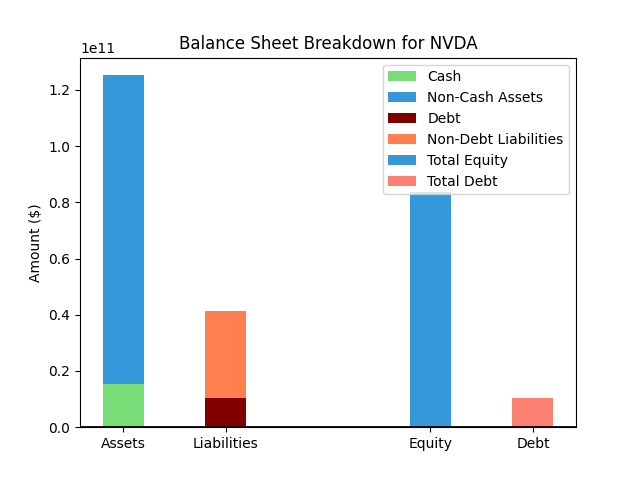 Balance Sheet Breakdown for NVDA
1e11
Cash
Non-Cash Assets
Debt
Non-Debt Liabilities
Total Equity
Total Debt
Amount ($)
1.2
1.0
0.8
0.6
0.4
0.2
0.0
Assets
Liabilities
Equity
Debt